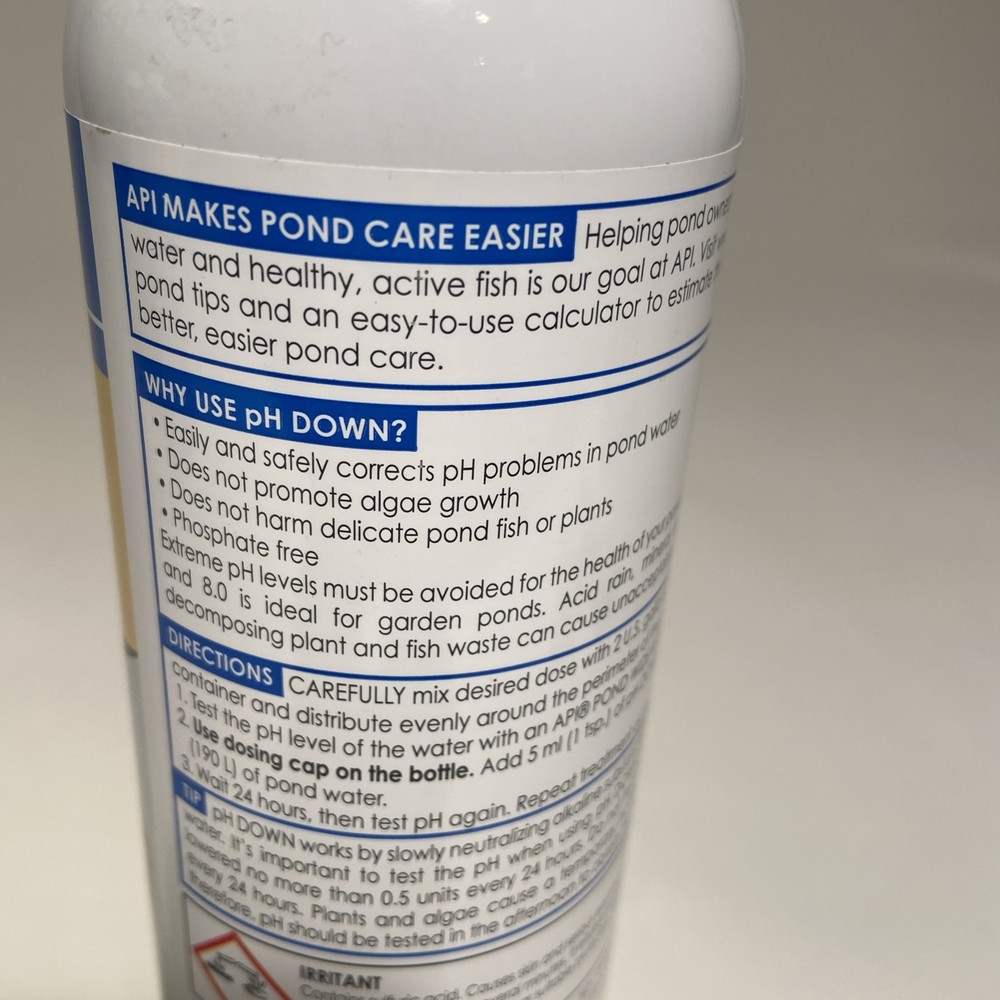 API MAKES POND CARE EASIER Helping pond
water and healthy, active fish is our goal at API. Visit
pond tips and an easy-to-use calculator to estimate
better, easier pond care.
WHY USE pH DOWN?
• Easily and safely corrects pH problems in pond water
• Does not promote algae growth
• Does not harm delicate pond fish or plants
• Phosphate free
Extreme pH levels must be avoided for the health of your
and 8.0 is ideal for garden ponds. Acid rain,
decomposing plant and fish waste can cause
DIRECTIONS CAREFULLY mix desired dose with 2 U.S.
container and distribute evenly around the perimeter
1. Test the pH level of the water with an API® POND
2. Use dosing cap on the bottle. Add 5 ml (1 tsp.) of
(190 L) of pond water.
3. Wait 24 hours, then test pH again. Repeat
TIP pH DOWN works by slowly neutralizing alkaline
water. It's important to test the pH when using
lowered no more than 0.5 units every 24 hours.
every 24 hours. Plants and algae cause a
therefore, pH should be tested in the afternoon
IRRITANT
Contains sulfuric acid. Causes skin and